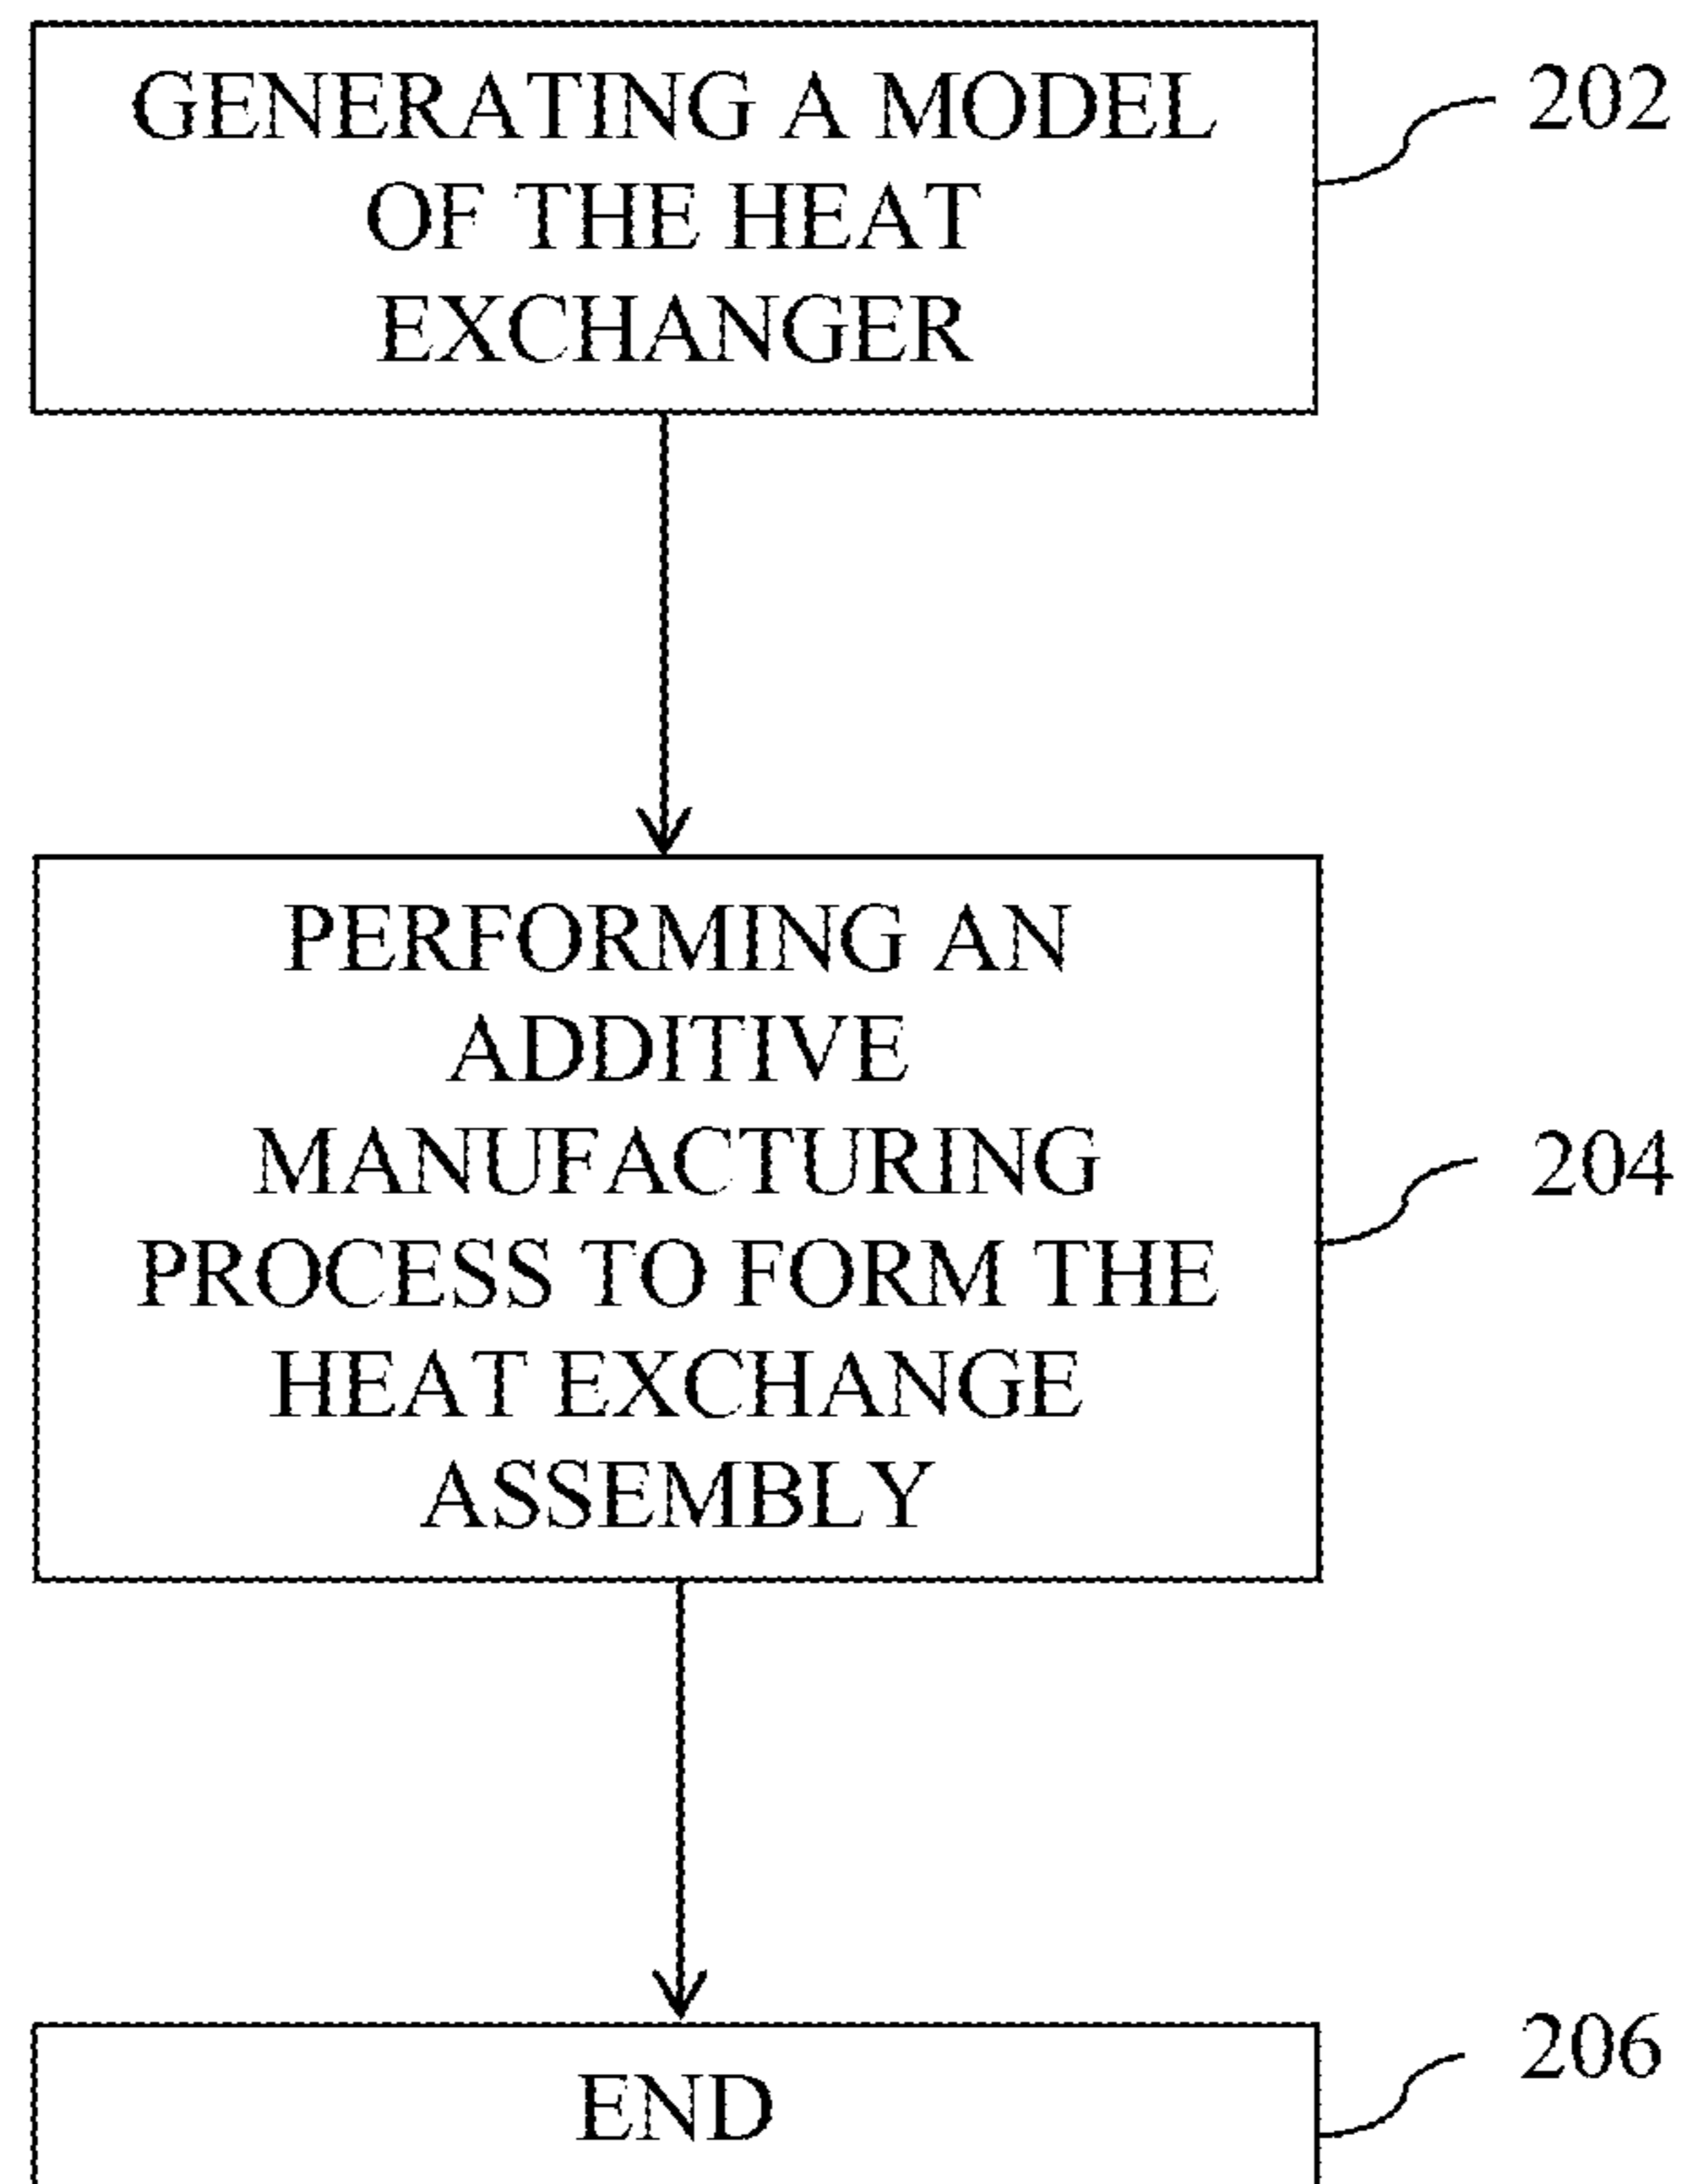 GENERATING A MODEL
OF THE HEAT
EXCHANGER
202
PERFORMING AN
ADDITIVE
MANUFACTURING
PROCESS TO FORM THE
HEAT EXCHANGE
ASSEMBLY
204
END
206